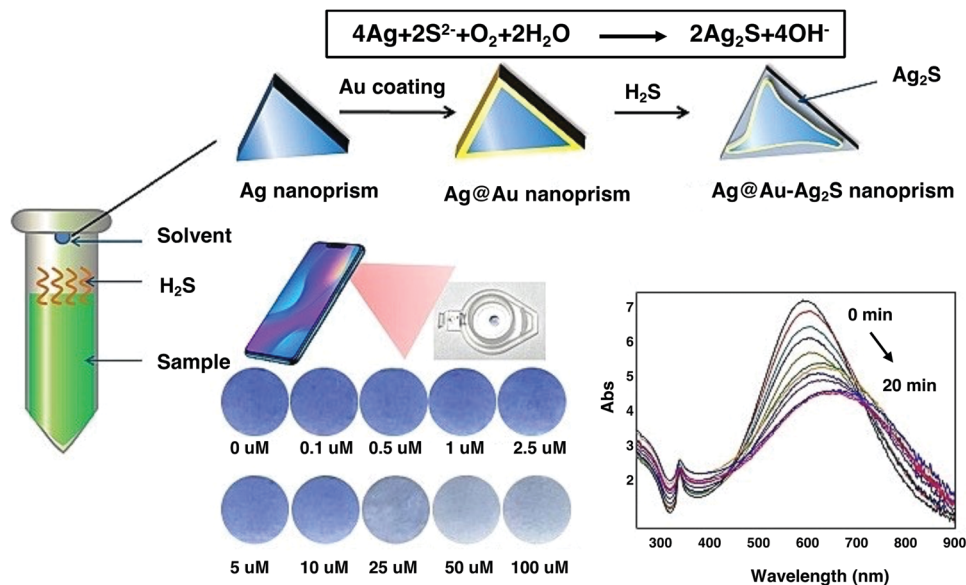 4Ag+2S²⁻+O₂+2H₂O → 2Ag₂S+4OH⁻
Au coating
H₂S
Ag₂S
Ag nanoprism
Ag@Au nanoprism
Ag@Au-Ag₂S nanoprism
Solvent
H₂S
Sample
0 uM 0.1 uM 0.5 uM 1 uM 2.5 uM
5 uM 10 uM 25 uM 50 uM 100 uM
7
6
5
4
3
2
Abs
0 min
20 min
300 400 500 600 700 800 900
Wavelength (nm)